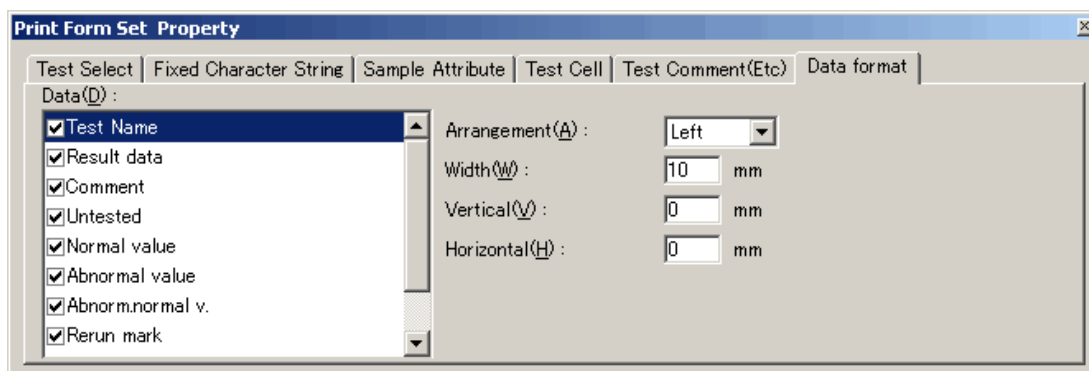 Print Form Set Property
Test Select Fixed Character String Sample Attribute Test Cell Test Comment(Etc) Data format
Data(D) :
Test Name
Result data
Comment
Untested
Normal value
Abnormal value
Abnorm.normal v.
Rerun mark
Arrangement(A) : Left
Width(W) : 10 mm
Vertical(V) : 0 mm
Horizontal(H) : 0 mm